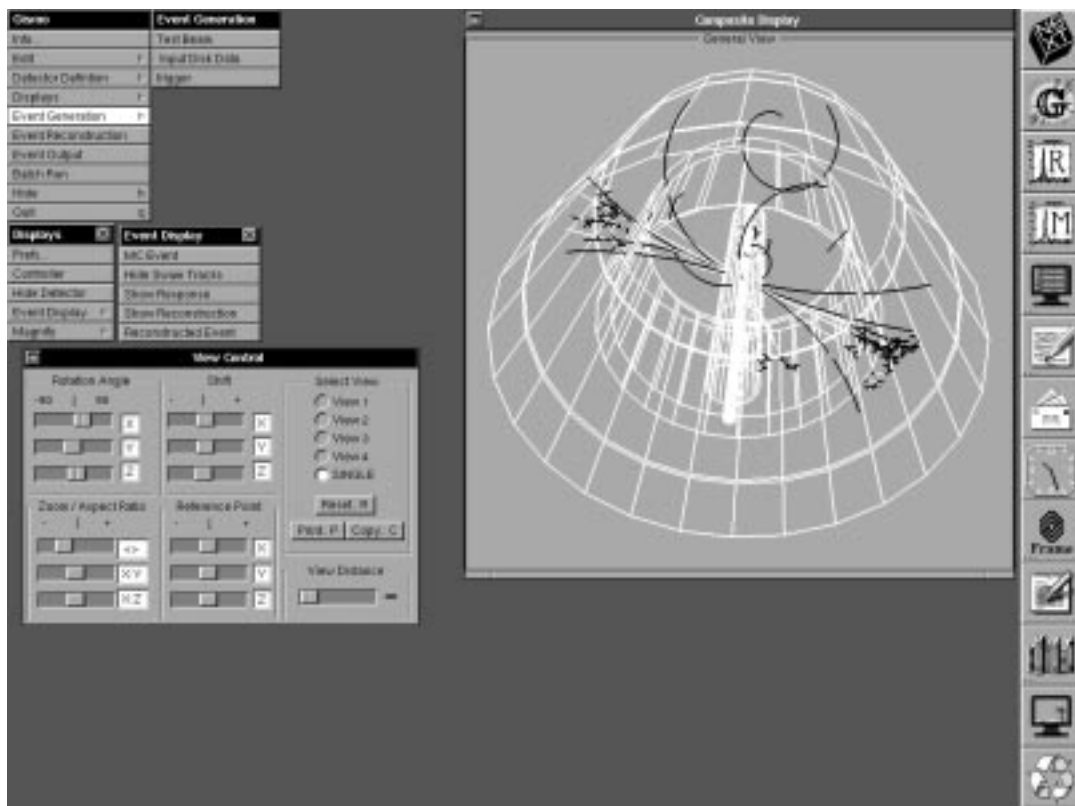 Gismo
Info...
Edit r
Detector Definition r
Displays r
Event Generation r
Event Reconstruction
Event Output
Batch Run
Hide h
Quit q
Event Generation
Test Beam
Input Disk Data
trigger
Displays
Prefs...
Controller
Hide Detector
Event Display r
Magnify r
Event Display
MC Event
Hide Swim Tracks
Show Response
Show Reconstruction
Reconstructed Event
View Control
Rotation Angle
-90 | 90
X
Y
Z
Shift
- | +
X
Y
Z
Select View
View 1
View 2
View 3
View 4
SINGLE
Reset R
Print P Copy C
Zoom / Aspect Ratio
- | +
<>
X:Y
X:Z
Reference Point
- | +
X
Y
Z
View Distance
∞
Composite Display
General View
G
R
M
Frame